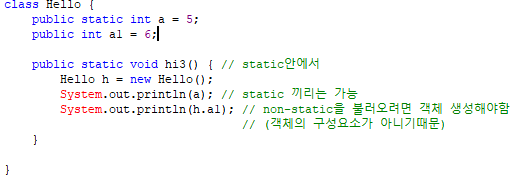 class Hello {
public static int a = 5;
public int a1 = 6;
public static void hi3() { // static안에서
Hello h = new Hello();
System.out.println(a); // static 끼리는 가능
System.out.println(h.a1); // non-static을 불러오려면 객체 생성해야함
// (객체의 구성요소가 아니기때문)
}
}